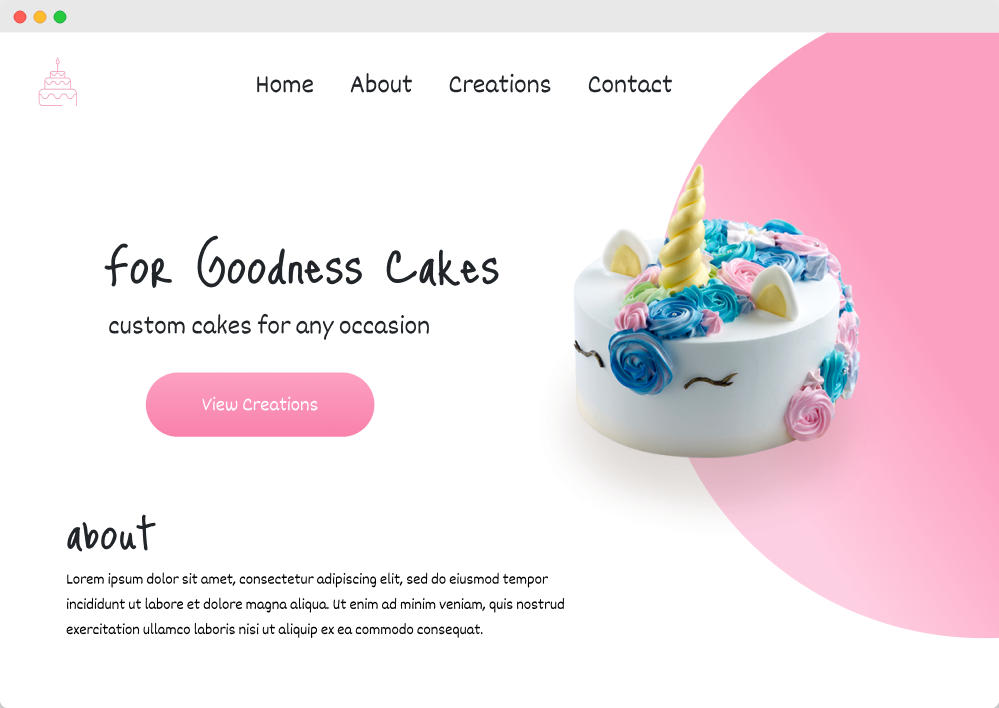 Home About Creations Contact
for Goodness Cakes
custom cakes for any occasion
View Creations
about
Lorem ipsum dolor sit amet, consectetur adipiscing elit, sed do eiusmod tempor
incididunt ut labore et dolore magna aliqua. Ut enim ad minim veniam, quis nostrud
exercitation ullamco laboris nisi ut aliquip ex ea commodo consequat.